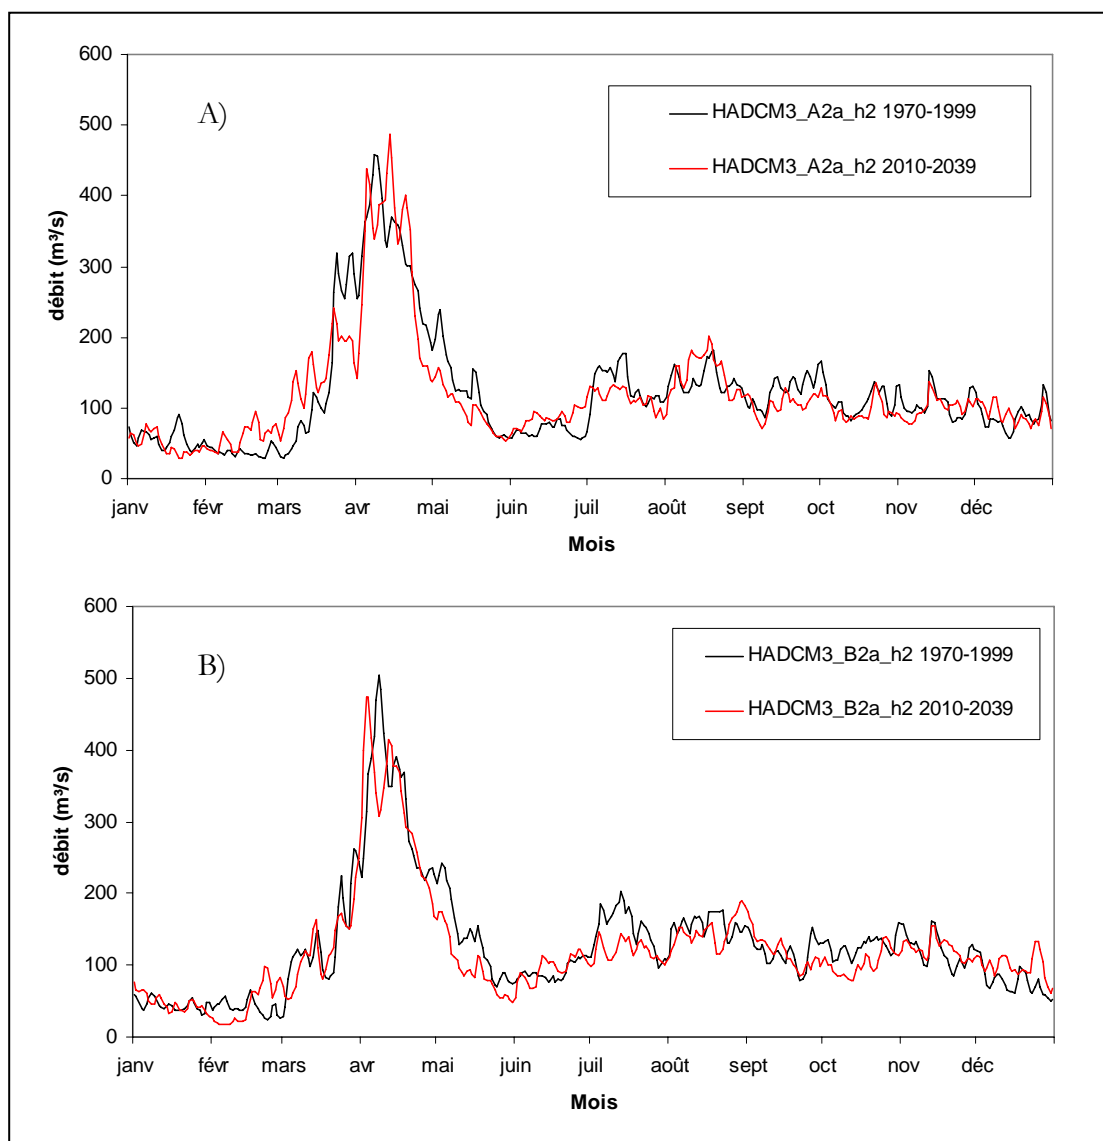 600
A)
HADCM3_A2a_h2 1970-1999
500
HADCM3_A2a_h2 2010-2039
400
débit (m³/s)
300
200
100
0
janv févr mars avr mai juin juil août sept oct nov déc
Mois
600
B)
HADCM3_B2a_h2 1970-1999
500
HADCM3_B2a_h2 2010-2039
400
débit (m³/s)
300
200
100
0
janv févr mars avr mai juin juil août sept oct nov déc
Mois